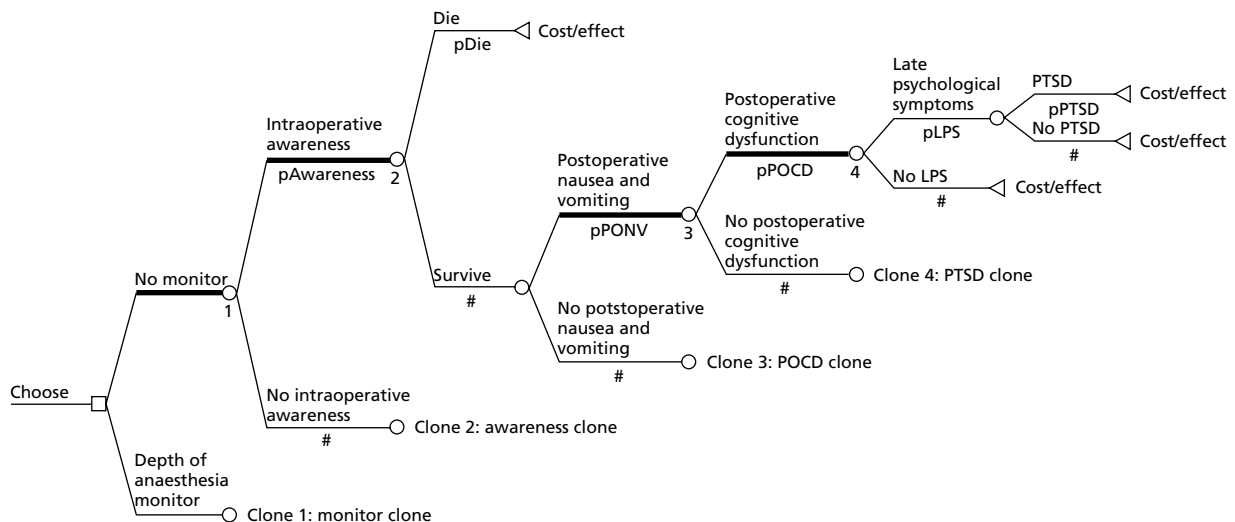 Die
pDie
Cost/effect
Late
psychological
symptoms
pLPS
PTSD
pPTSD
Cost/effect
No PTSD
#
Cost/effect
Postoperative
cognitive
dysfunction
pPOCD
4
No LPS
#
Cost/effect
Intraoperative
awareness
pAwareness
2
Postoperative
nausea and
vomiting
pPONV
3
No postoperative
cognitive
dysfunction
#
Clone 4: PTSD clone
No monitor
1
Survive
#
No potstoperative
nausea and
vomiting
#
Clone 3: POCD clone
Choose
No intraoperative
awareness
#
Clone 2: awareness clone
Depth of
anaesthesia
monitor
Clone 1: monitor clone